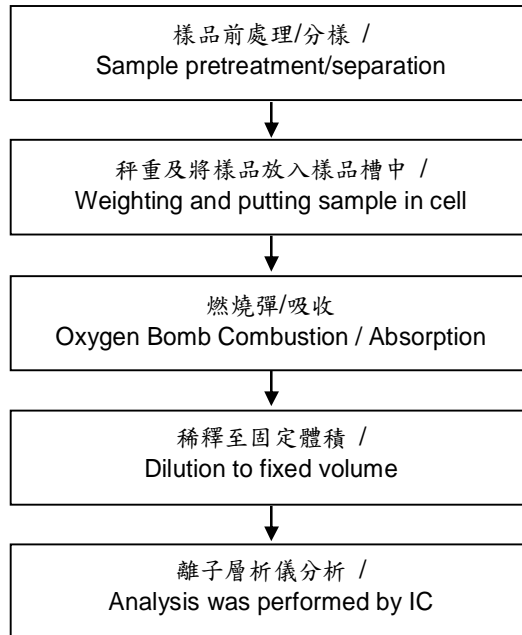 樣品前處理/分樣 /
Sample pretreatment/separation
秤重及將樣品放入樣品槽中 /
Weighting and putting sample in cell
燃燒彈/吸收
Oxygen Bomb Combustion / Absorption
稀釋至固定體積 /
Dilution to fixed volume
離子層析儀分析 /
Analysis was performed by IC